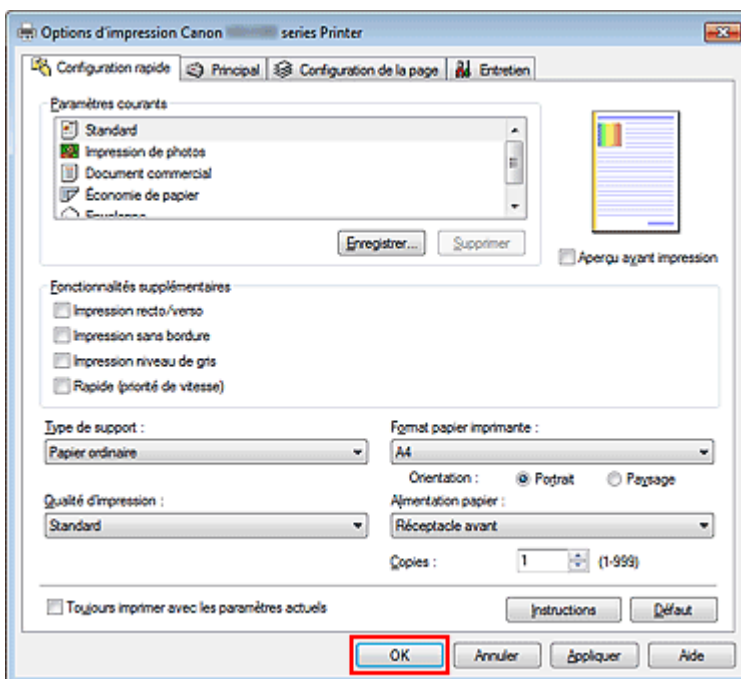 Options d'impression Canon series Printer
Configuration rapide Principal Configuration de la page Entretien
Paramètres courants
Standard
Impression de photos
Document commercial
Économie de papier
Enregistrer... Supprimer
Aperçu avant impression
Fonctionnalités supplémentaires
Impression recto/verso
Impression sans bordure
Impression niveau de gris
Rapide (priorité de vitesse)
Type de support : Format papier imprimante :
Papier ordinaire A4
Orientation : Portrait Paysage
Qualité d'impression : Alimentation papier :
Standard Réceptacle avant
Copies : 1 (1-999)
Toujours imprimer avec les paramètres actuels Instructions Défaut
OK Annuler Appliquer Aide